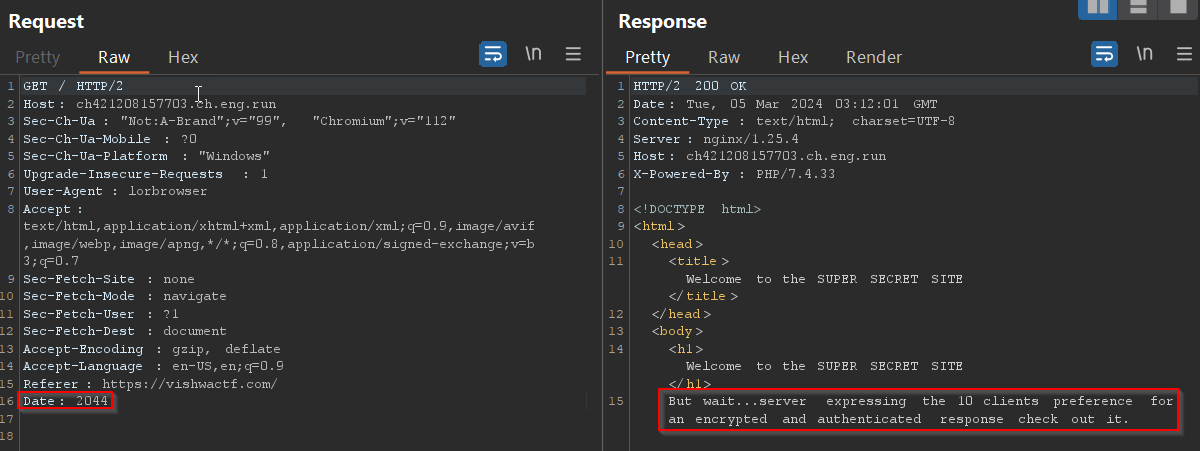 Request
Pretty Raw Hex \n
1 GET / HTTP/2
2 Host: ch421208157703.ch.eng.run
3 Sec-Ch-Ua: "Not:A-Brand";v="99", "Chromium";v="112"
4 Sec-Ch-Ua-Mobile : ?0
5 Sec-Ch-Ua-Platform : "Windows"
6 Upgrade-Insecure-Requests : 1
7 User-Agent : lorbrowser
8 Accept :
text/html,application/xhtml+xml,application/xml;q=0.9,image/avif
,image/webp,image/apng,*/*;q=0.8,application/signed-exchange;v=b
3;q=0.7
9 Sec-Fetch-Site : none
10 Sec-Fetch-Mode : navigate
11 Sec-Fetch-User : ?1
12 Sec-Fetch-Dest : document
13 Accept-Encoding : gzip, deflate
14 Accept-Language : en-US,en;q=0.9
15 Referer : https://vishwactf.com/
16 Date: 2044
17
18
Response
Pretty Raw Hex Render \n
1 HTTP/2 200 OK
2 Date: Tue, 05 Mar 2024 03:12:01 GMT
3 Content-Type : text/html; charset=UTF-8
4 Server : nginx/1.25.4
5 Host: ch421208157703.ch.eng.run
6 X-Powered-By : PHP/7.4.33
7
8 <!DOCTYPE html>
9 <html>
10 <head>
11 <title>
Welcome to the SUPER SECRET SITE
</title>
12 </head>
13 <body>
14 <h1>
Welcome to the SUPER SECRET SITE
</h1>
15 But wait...server expressing the 10 clients preference for
an encrypted and authenticated response check out it.